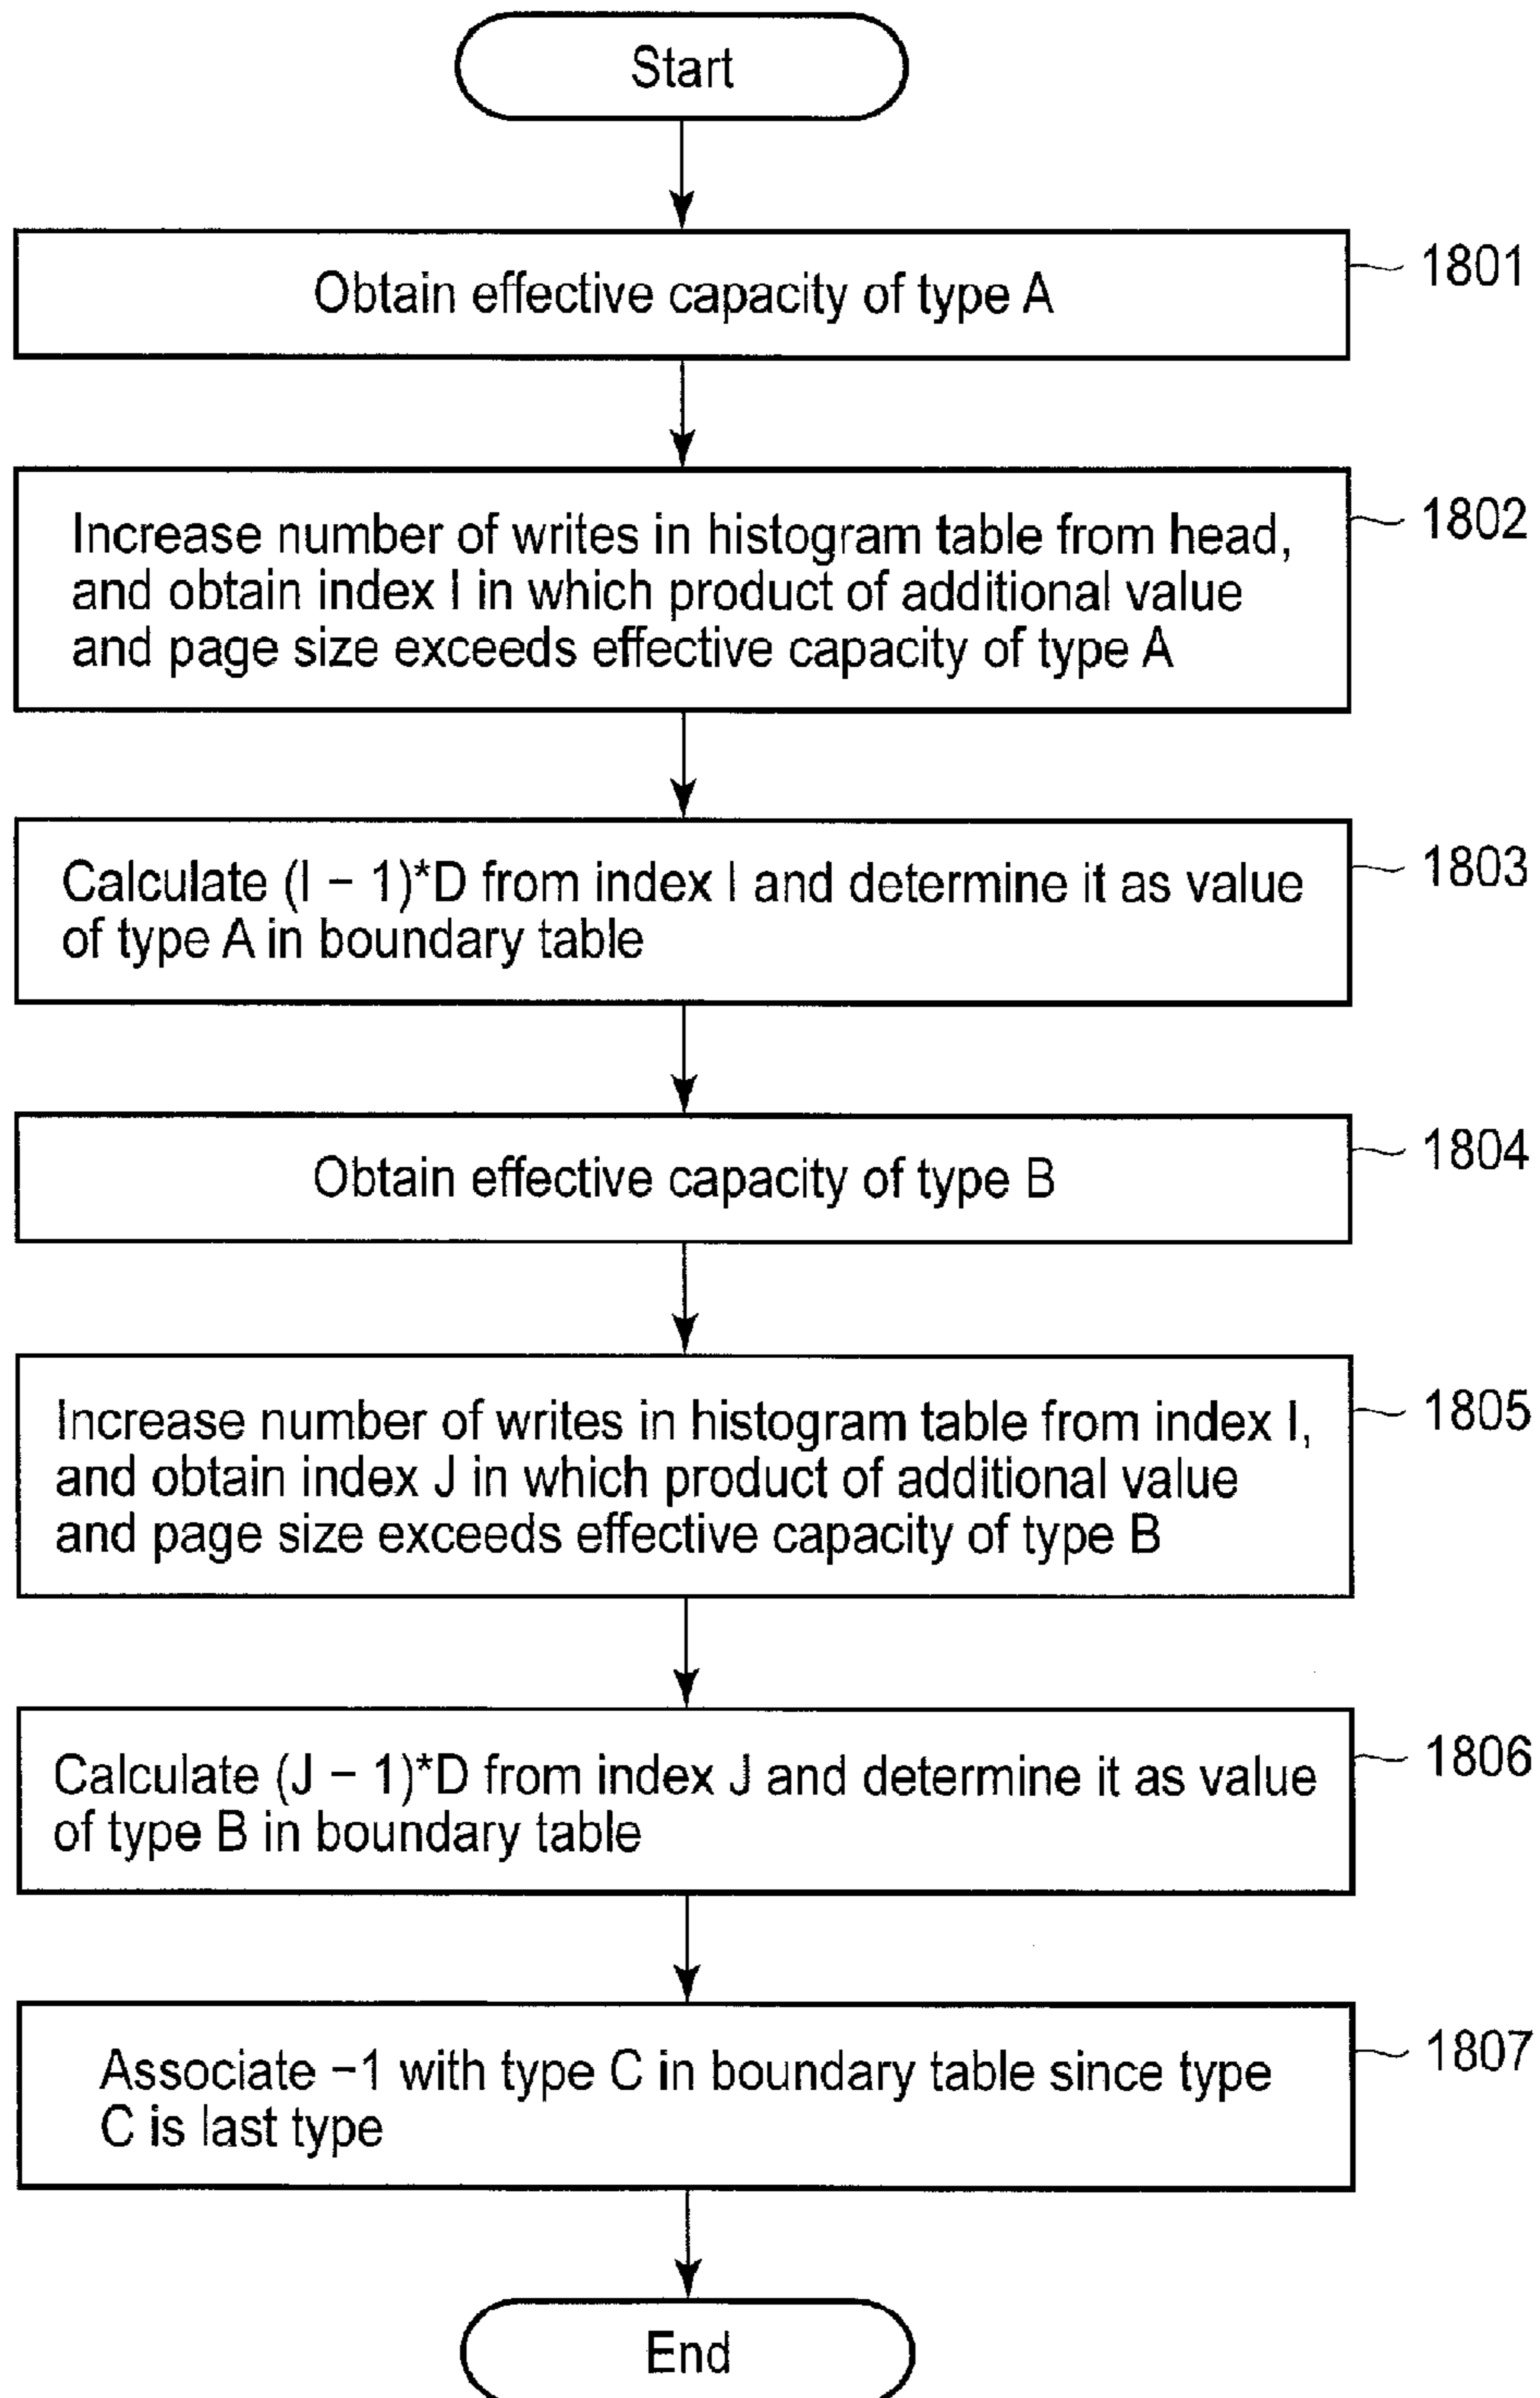 Start
Obtain effective capacity of type A
1801
Increase number of writes in histogram table from head,
and obtain index I in which product of additional value
and page size exceeds effective capacity of type A
1802
Calculate (I − 1)*D from index I and determine it as value
of type A in boundary table
1803
Obtain effective capacity of type B
1804
Increase number of writes in histogram table from index I,
and obtain index J in which product of additional value
and page size exceeds effective capacity of type B
1805
Calculate (J − 1)*D from index J and determine it as value
of type B in boundary table
1806
Associate −1 with type C in boundary table since type
C is last type
1807
End